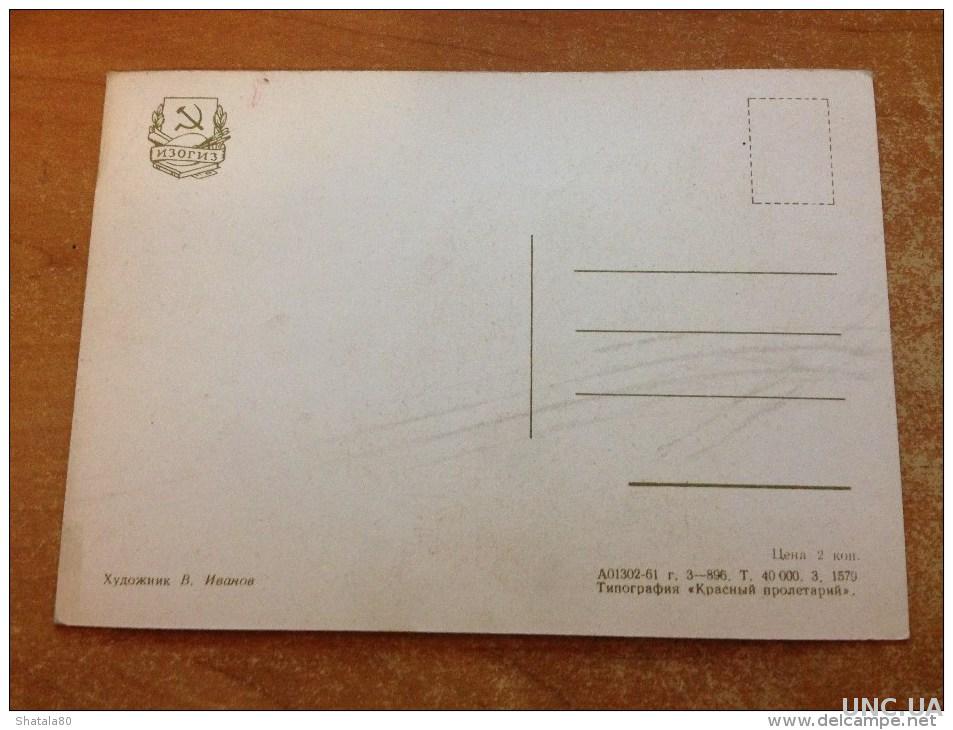 ИЗОГИЗ
Цена 2 коп.
Художник В. Иванов
А01302-61 г. З—896. Т. 40 000. З. 1579
Типография «Красный пролетарий».
UNC.UA
Shatala80
www.delcampe.net